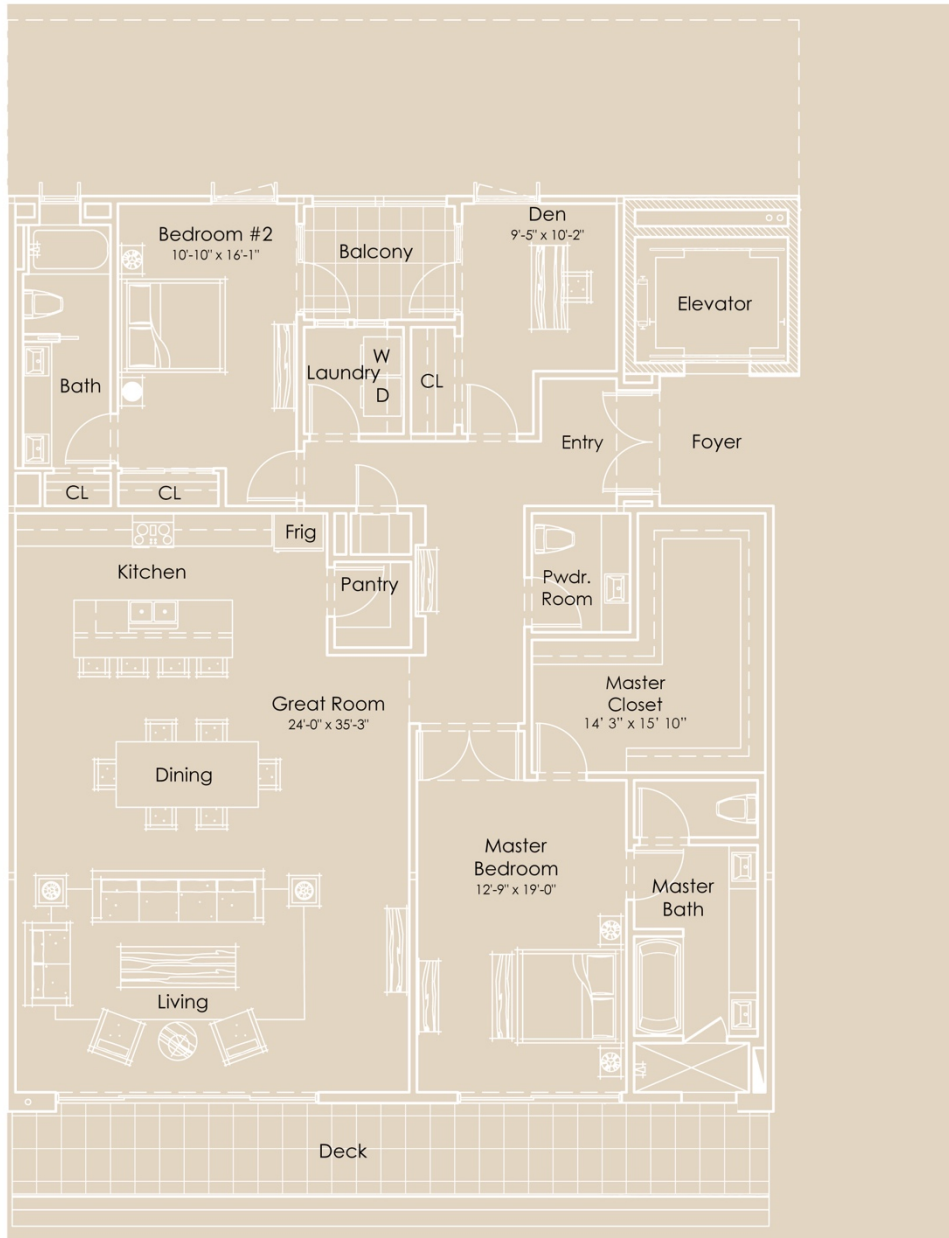 Den
9'-5" x 10'-2"
Bedroom #2
10'-10" x 16'-1"
Balcony
Elevator
Laundry
W
D
CL
Bath
Entry
Foyer
CL
CL
Frig
Kitchen
Pantry
Pwdr.
Room
Great Room
24'-0" x 35'-3"
Master
Closet
14' 3” x 15' 10”
Dining
Master
Bedroom
12'-9" x 19'-0"
Master
Bath
Living
Deck